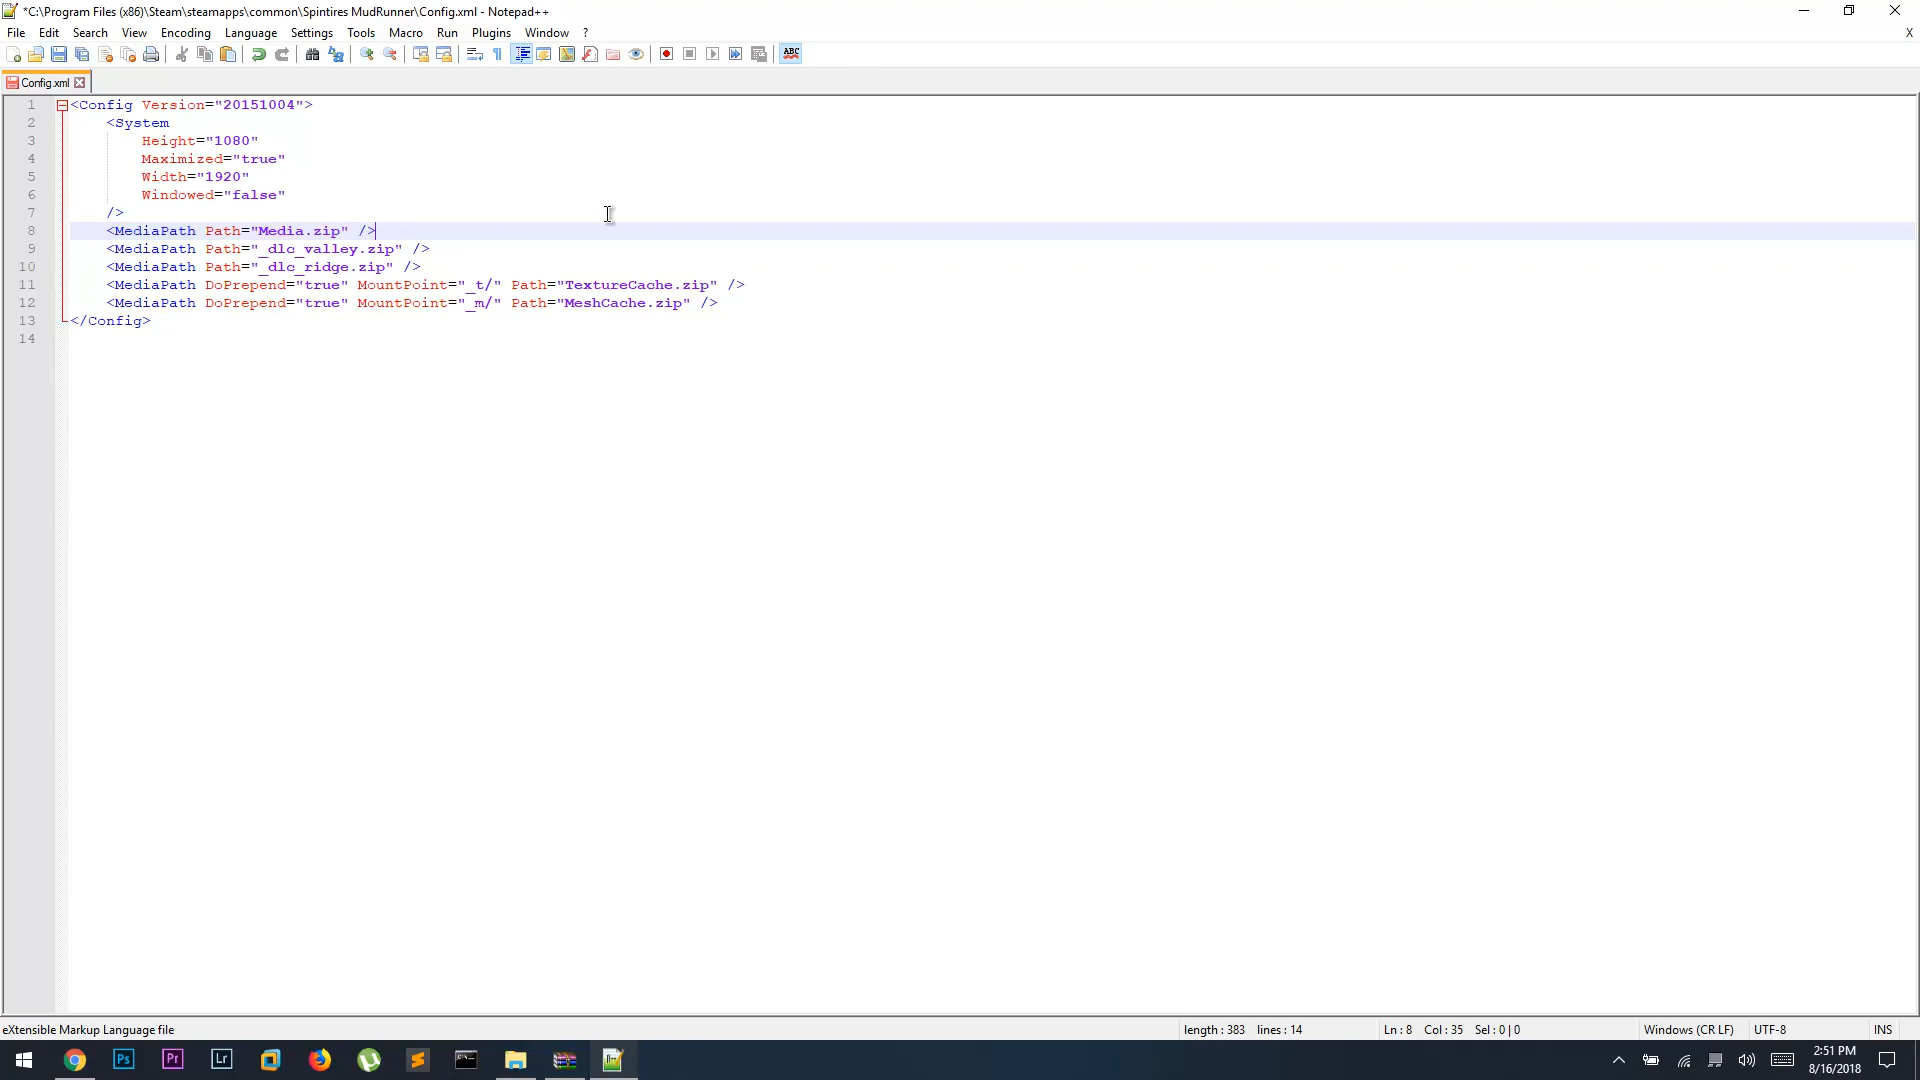 *C:\Program Files (x86)\Steam\steamapps\common\Spintires MudRunner\Config.xml - Notepad++
File Edit Search View Encoding Language Settings Tools Macro Run Plugins Window ? X
ABC
Config.xml
1 <Config Version="20151004">
2 <System
3 Height="1080"
4 Maximized="true"
5 Width="1920"
6 Windowed="false"
7 />
8 <MediaPath Path="Media.zip" />
9 <MediaPath Path="_dlc_valley.zip" />
10 <MediaPath Path="_dlc_ridge.zip" />
11 <MediaPath DoPrepend="true" MountPoint="_t/" Path="TextureCache.zip" />
12 <MediaPath DoPrepend="true" MountPoint="_m/" Path="MeshCache.zip" />
13 </Config>
14
eXtensible Markup Language file length : 383 lines : 14 Ln : 8 Col : 35 Sel : 0 | 0 Windows (CR LF) UTF-8 INS
Ps Pr Lr
2:51 PM
8/16/2018